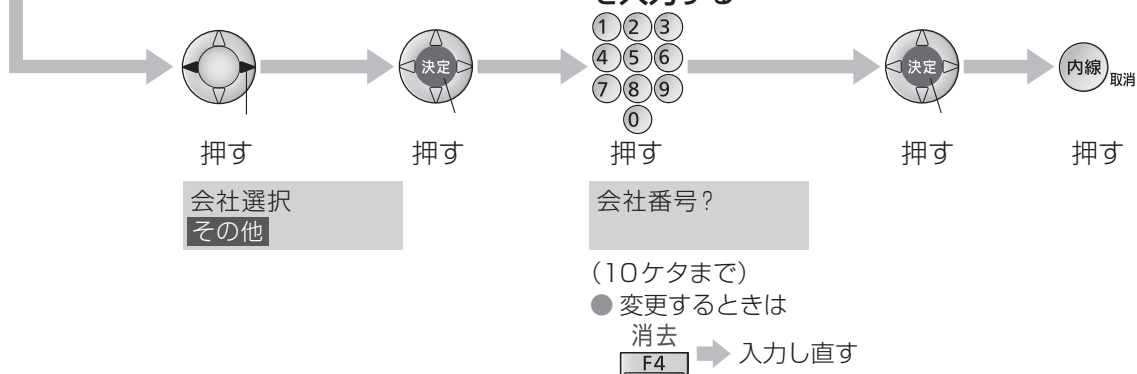 を入力する
1 2 3
4 5 6
7 8 9
0
決定
決定
内線 取消
押す
押す
押す
押す
押す
会社選択
その他
会社番号?
(10ケタまで)
● 変更するときは
消去
F4
入力し直す